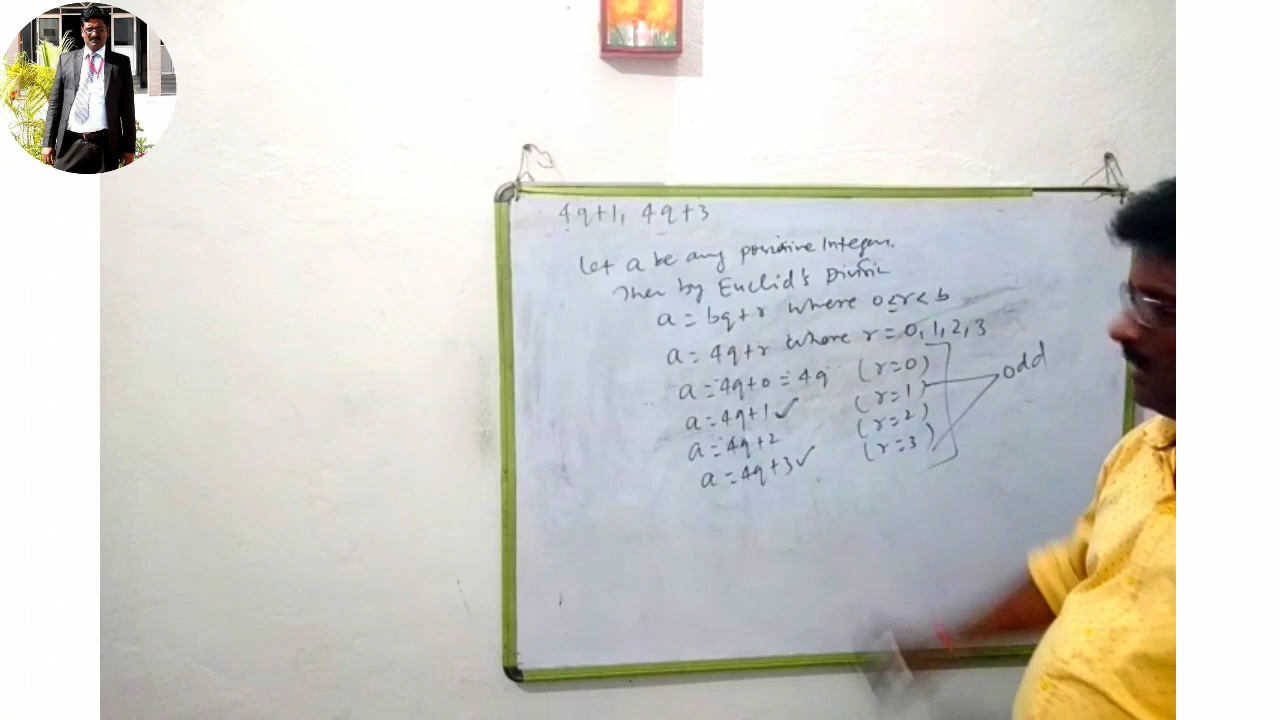 4q+1, 4q+3
Let a be any positive Integer.
Then by Euclid's Division
a = bq+r where 0≤r<b
a = 4q+r where r = 0, 1, 2, 3
a = 4q+0 = 4q (r=0)
a = 4q+1 ✓ (r=1)
a = 4q+2 (r=2)
a = 4q+3 ✓ (r=3)
odd